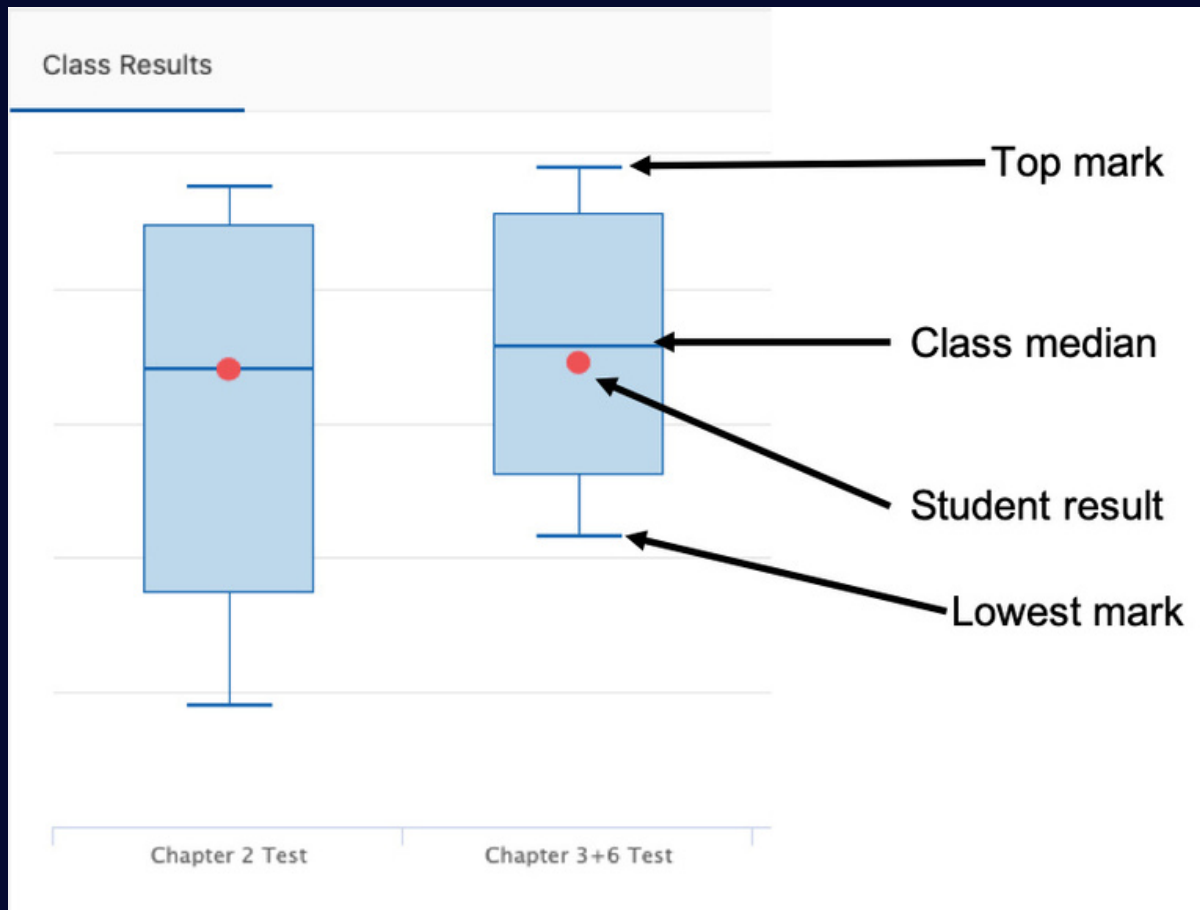 Class Results
Top mark
Class median
Student result
Lowest mark
Chapter 2 Test
Chapter 3+6 Test